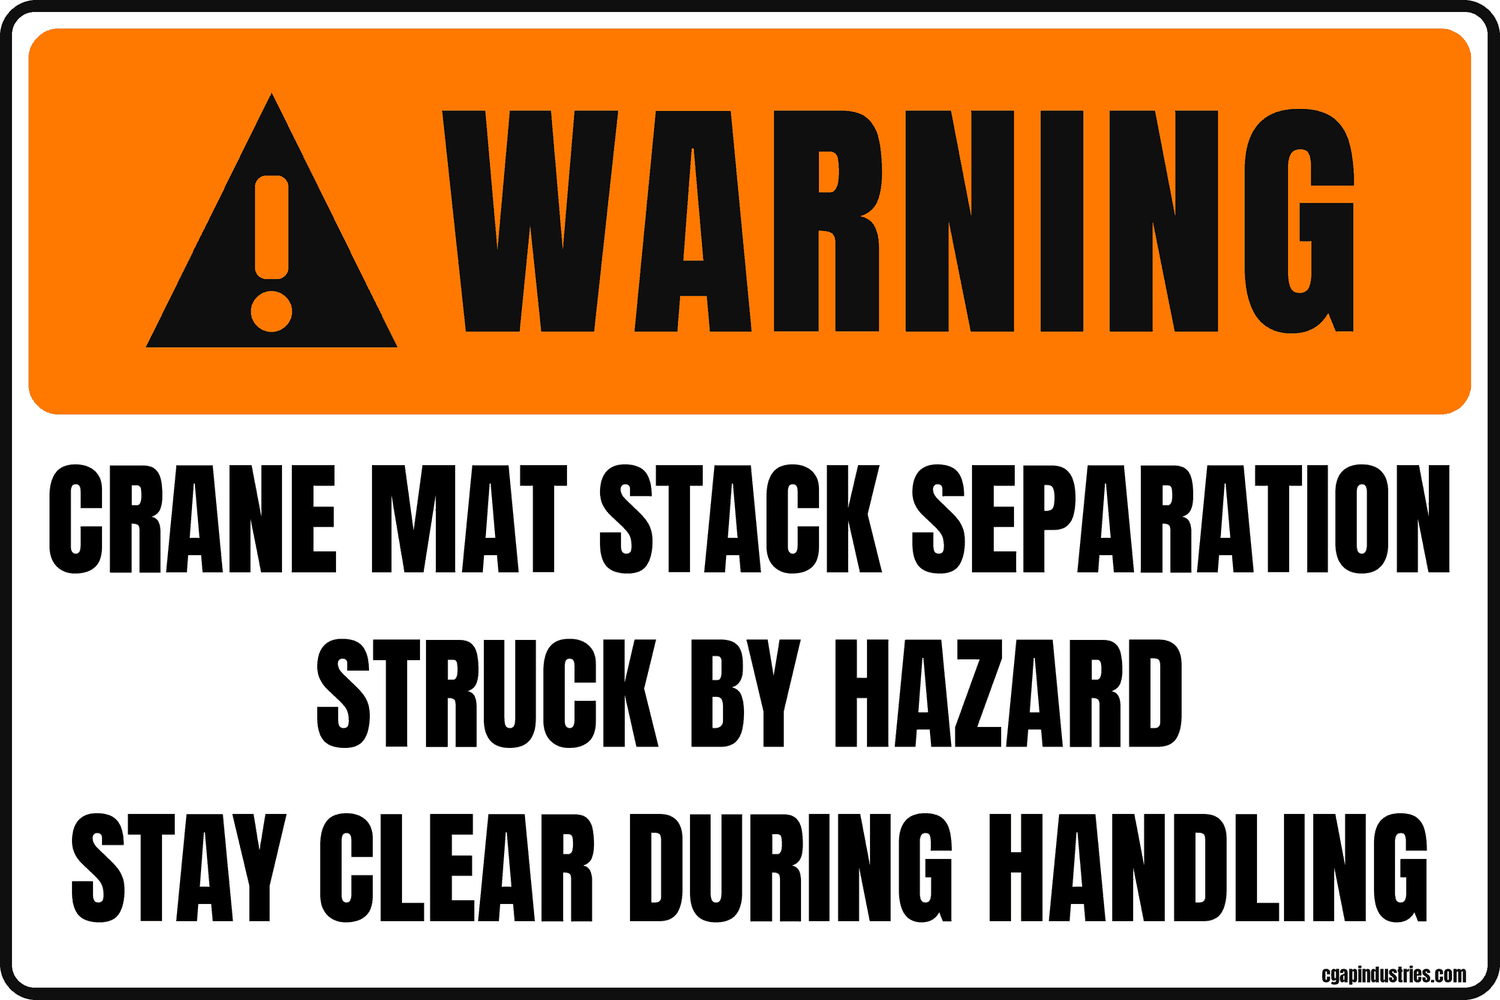 WARNING
CRANE MAT STACK SEPARATION
STRUCK BY HAZARD
STAY CLEAR DURING HANDLING
cgapindustries.com